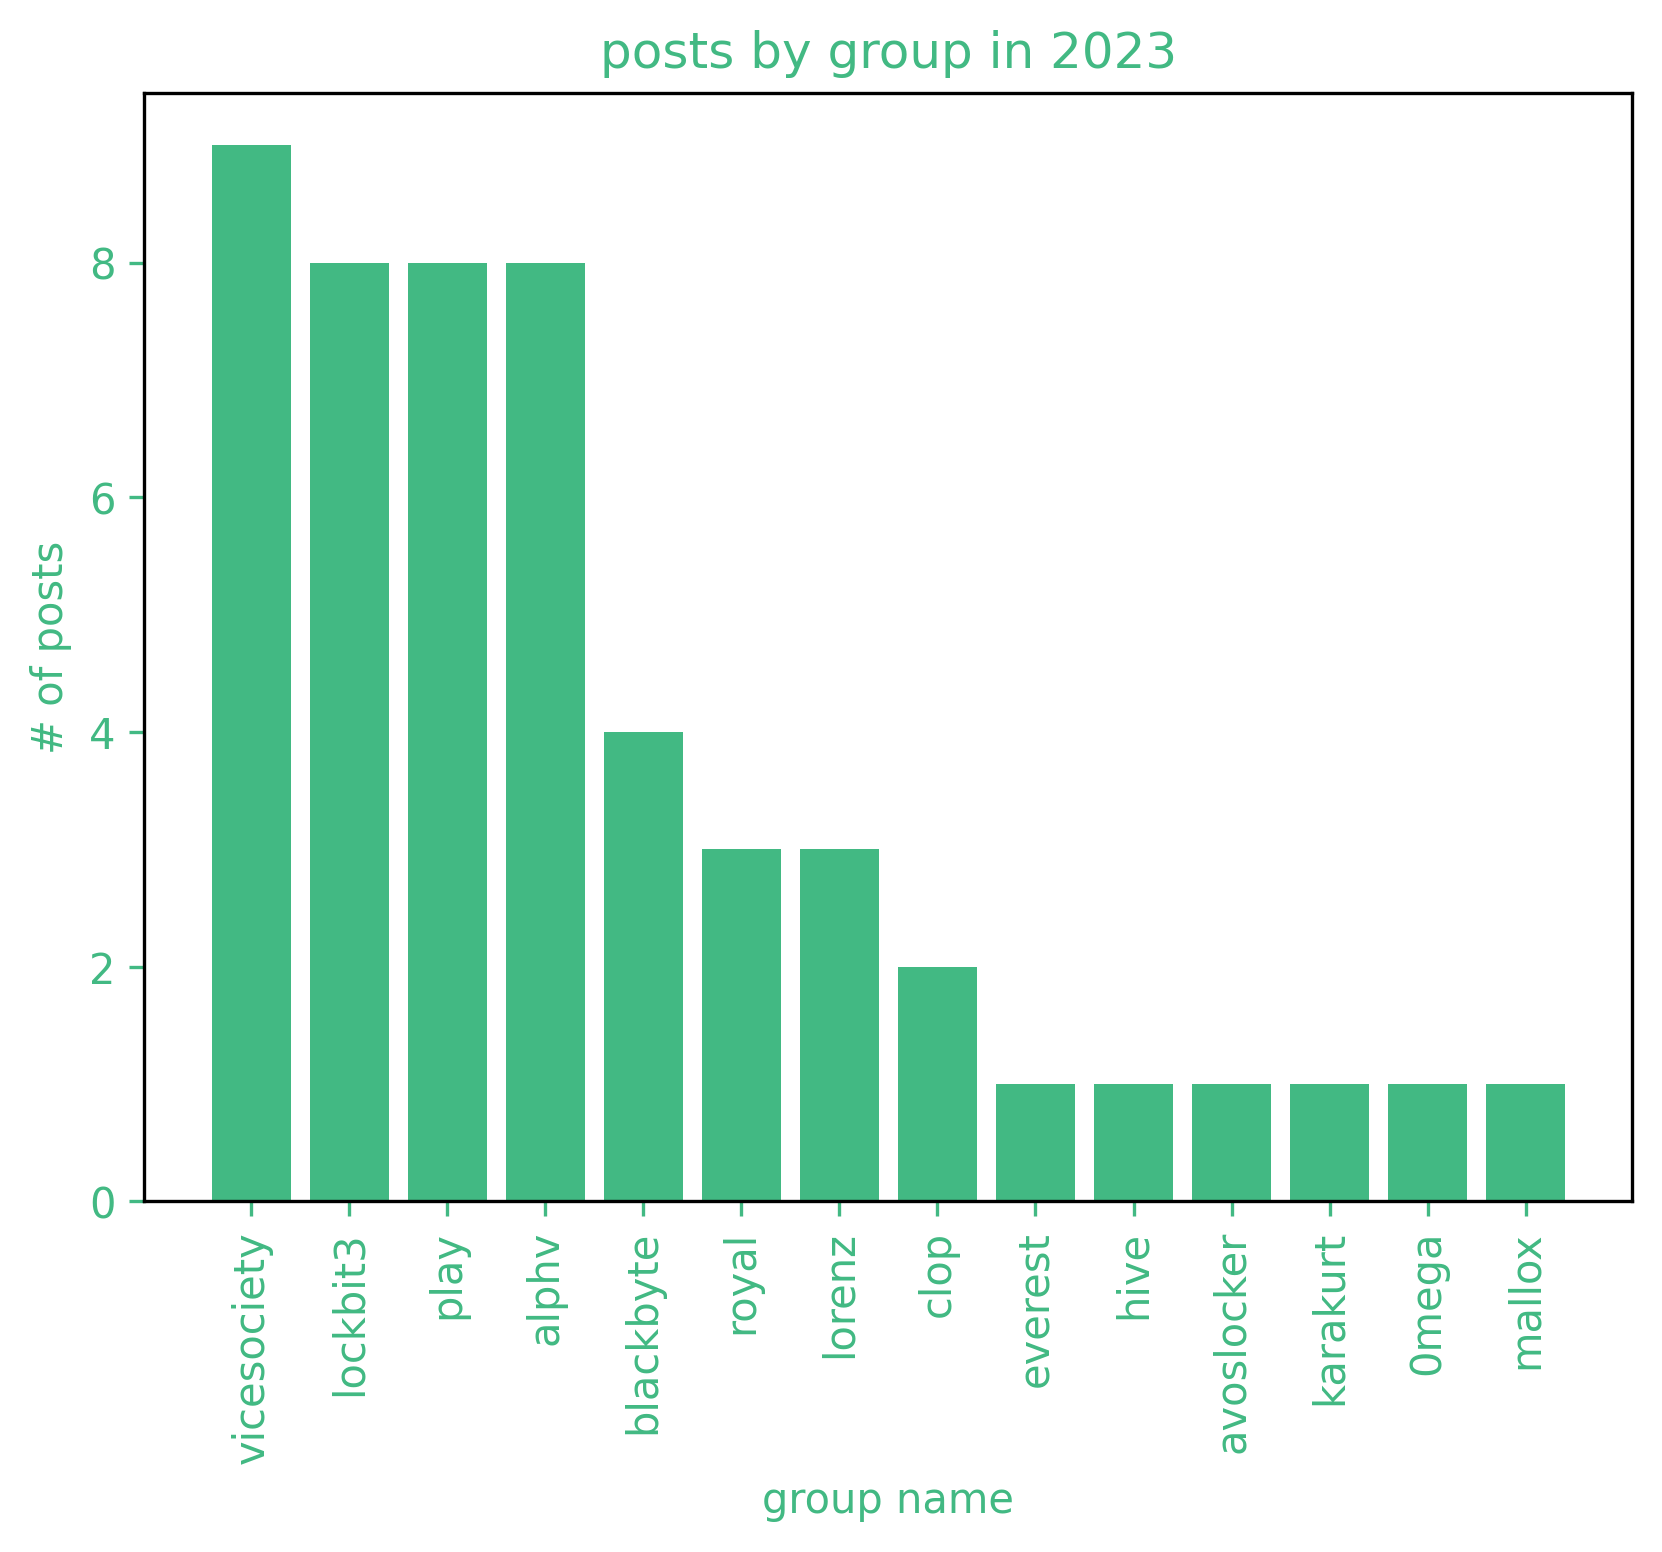 posts by group in 2023
# of posts
8
6
4
2
0
vicesociety
lockbit3
play
alphv
blackbyte
royal
lorenz
clop
everest
hive
avoslocker
karakurt
0mega
mallox
group name